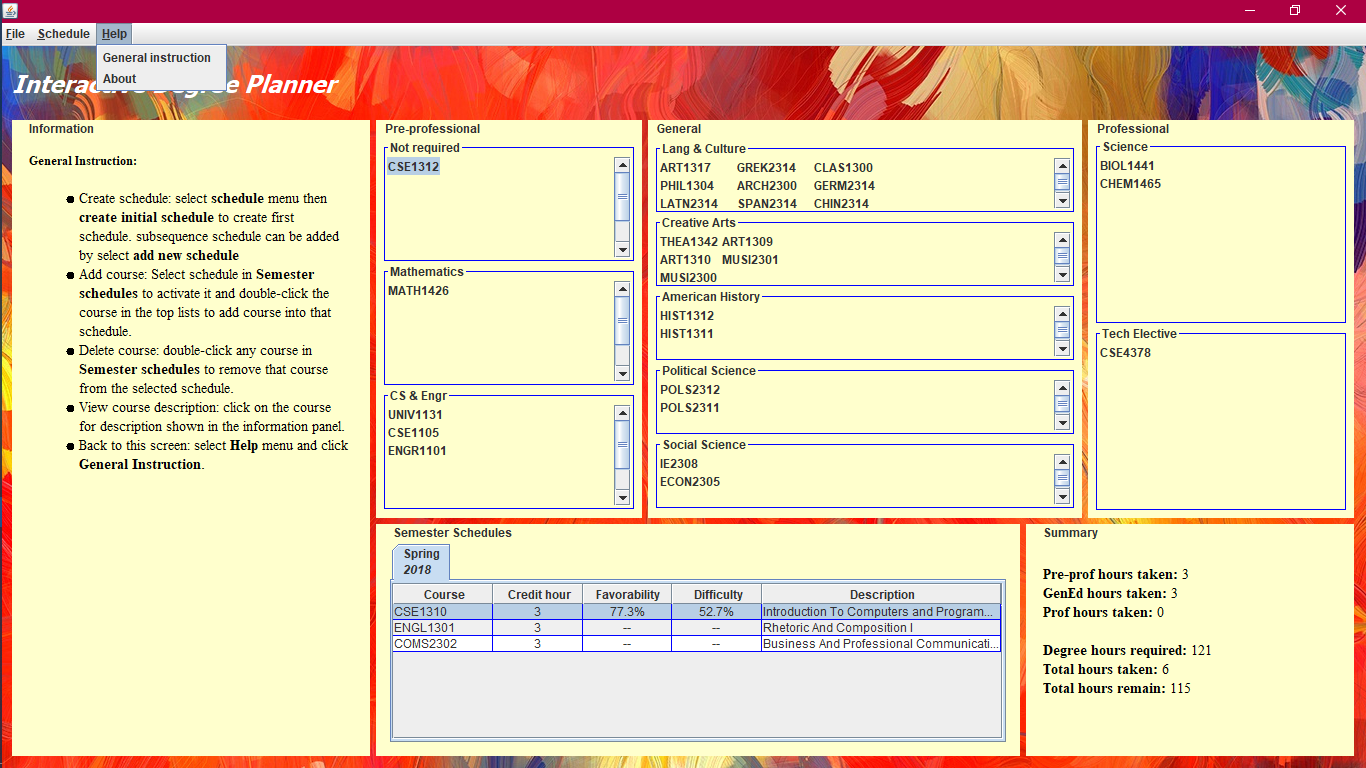 File Schedule Help
General instruction
About
Intera Degree Planner
Information
General Instruction:
Create schedule: select schedule menu then
create initial schedule to create first
schedule. subsequence schedule can be added
by select add new schedule
Add course: Select schedule in Semester
schedules to activate it and double-click the
course in the top lists to add course into that
schedule.
Delete course: double-click any course in
Semester schedules to remove that course
from the selected schedule.
View course description: click on the course
for description shown in the information panel.
Back to this screen: select Help menu and click
General Instruction.
Pre-professional
Not required
CSE1312
Mathematics
MATH1426
CS & Engr
UNIV1131
CSE1105
ENGR1101
General
Lang & Culture
ART1317 GREK2314 CLAS1300
PHIL1304 ARCH2300 GERM2314
LATN2314 SPAN2314 CHIN2314
Creative Arts
THEA1342 ART1309
ART1310 MUSI2301
MUSI2300
American History
HIST1312
HIST1311
Political Science
POLS2312
POLS2311
Social Science
IE2308
ECON2305
Professional
Science
BIOL1441
CHEM1465
Tech Elective
CSE4378
Semester Schedules
Spring
2018
Course Credit hour Favorability Difficulty Description
CSE1310 3 77.3% 52.7% Introduction To Computers and Program...
ENGL1301 3 -- -- Rhetoric And Composition I
COMS2302 3 -- -- Business And Professional Communicati...
Summary
Pre-prof hours taken: 3
GenEd hours taken: 3
Prof hours taken: 0
Degree hours required: 121
Total hours taken: 6
Total hours remain: 115